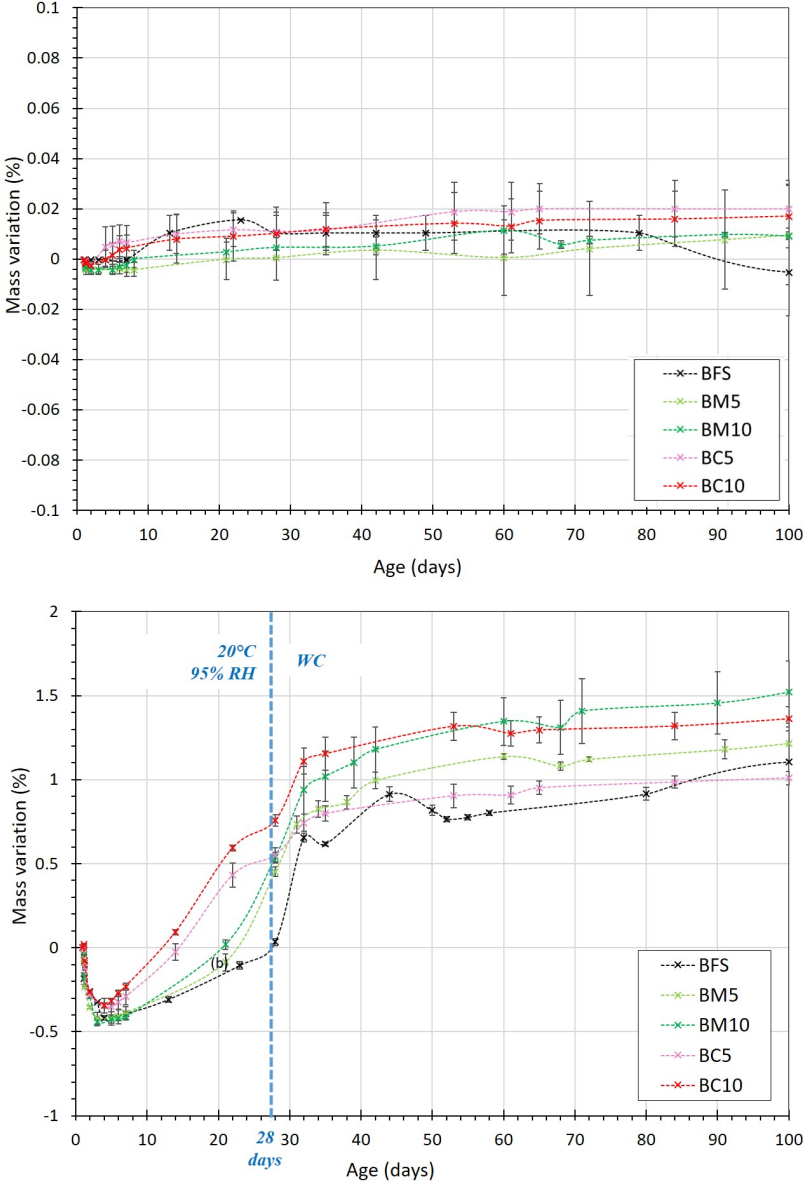 0.1
0.08
0.06
0.04
0.02
0
-0.02
-0.04
-0.06
-0.08
-0.1
Mass variation (%)
0 10 20 30 40 50 60 70 80 90 100
Age (days)
BFS
BM5
BM10
BC5
BC10
2
1.5
1
0.5
0
-0.5
-1
Mass variation (%)
20°C
95% RH
WC
(b)
BFS
BM5
BM10
BC5
BC10
0 10 20 30 40 50 60 70 80 90 100
28
days
Age (days)